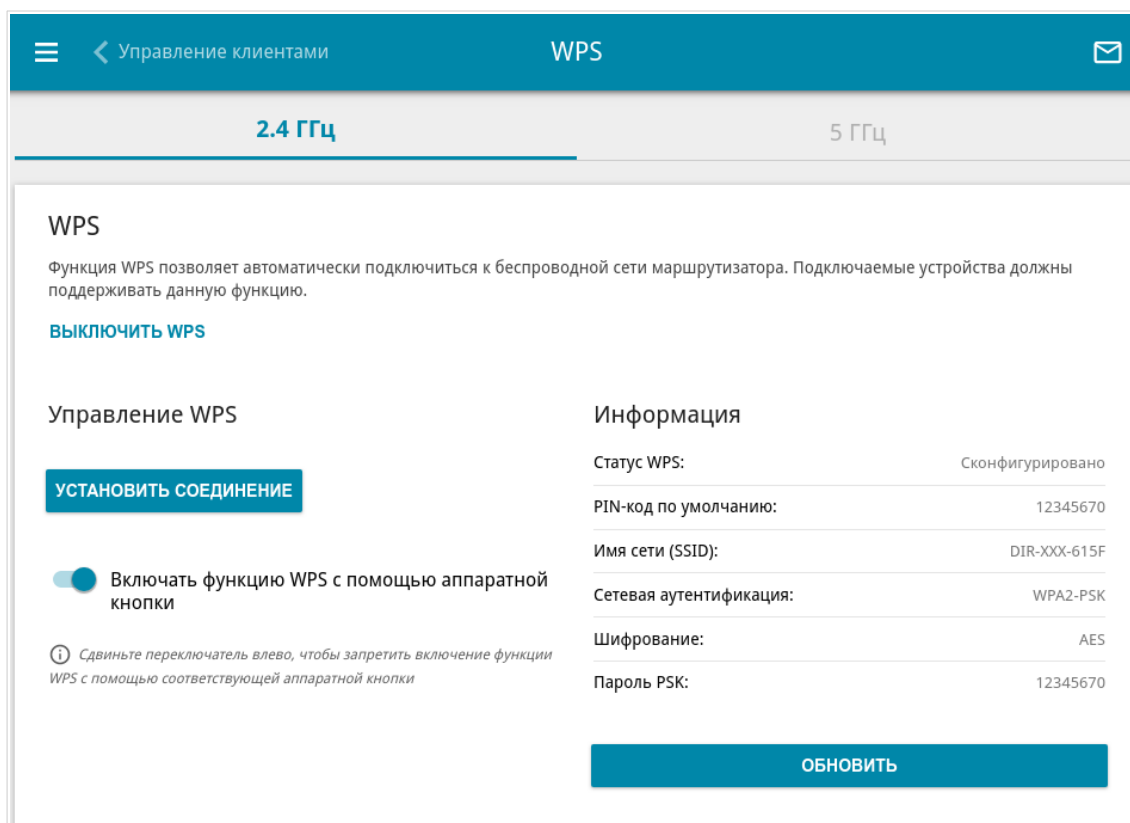 Управление клиентами
WPS
2.4 ГГц
5 ГГц
WPS
Функция WPS позволяет автоматически подключиться к беспроводной сети маршрутизатора. Подключаемые устройства должны
поддерживать данную функцию.
ВЫКЛЮЧИТЬ WPS
Управление WPS
УСТАНОВИТЬ СОЕДИНЕНИЕ
Включать функцию WPS с помощью аппаратной
кнопки
Сдвиньте переключатель влево, чтобы запретить включение функции
WPS с помощью соответствующей аппаратной кнопки
Информация
Статус WPS: Сконфигурировано
PIN-код по умолчанию: 12345670
Имя сети (SSID): DIR-XXX-615F
Сетевая аутентификация: WPA2-PSK
Шифрование: AES
Пароль PSK: 12345670
ОБНОВИТЬ